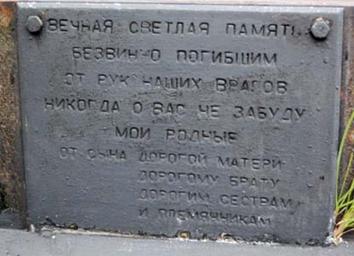 ВЕЧНАЯ СВЕТЛАЯ ПАМЯТЬ
БЕЗВИННО ПОГИБШИМ
ОТ РУК НАШИХ ВРАГОВ
НИКОГДА О ВАС НЕ ЗАБУДУ
МОИ РОДНЫЕ
ОТ СЫНА ДОРОГОЙ МАТЕРИ
ДОРОГОМУ БРАТУ
ДОРОГИМ СЕСТРАМ
И ПЛЕМЯННИКАМ